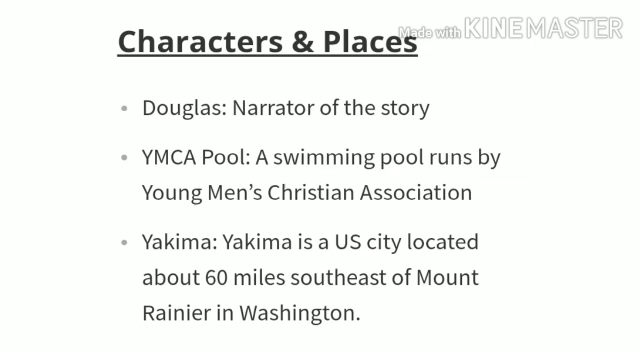 Characters & Places
Made with KINEMASTER
Douglas: Narrator of the story
YMCA Pool: A swimming pool runs by
Young Men’s Christian Association
Yakima: Yakima is a US city located
about 60 miles southeast of Mount
Rainier in Washington.